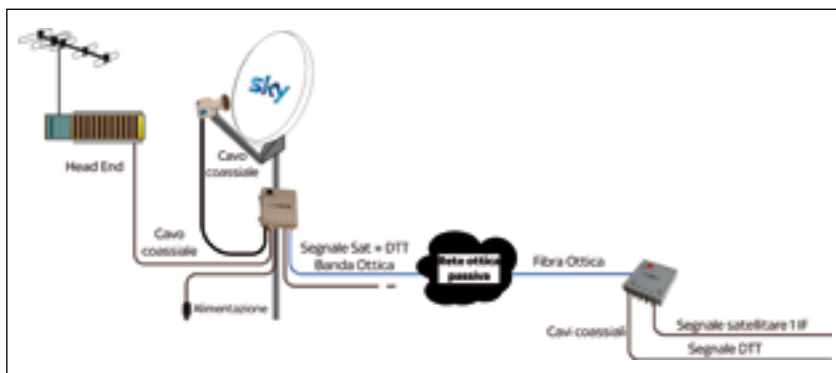 sky
Head End
Cavo
coassiale
Cavo
coassiale
Segnale Sat + DTT
Banda Ottica
Alimentazione
Rete ottica
passiva
Fibra Ottica
Cavi coassiali
Segnale satellitare 1 IF
Segnale DTT